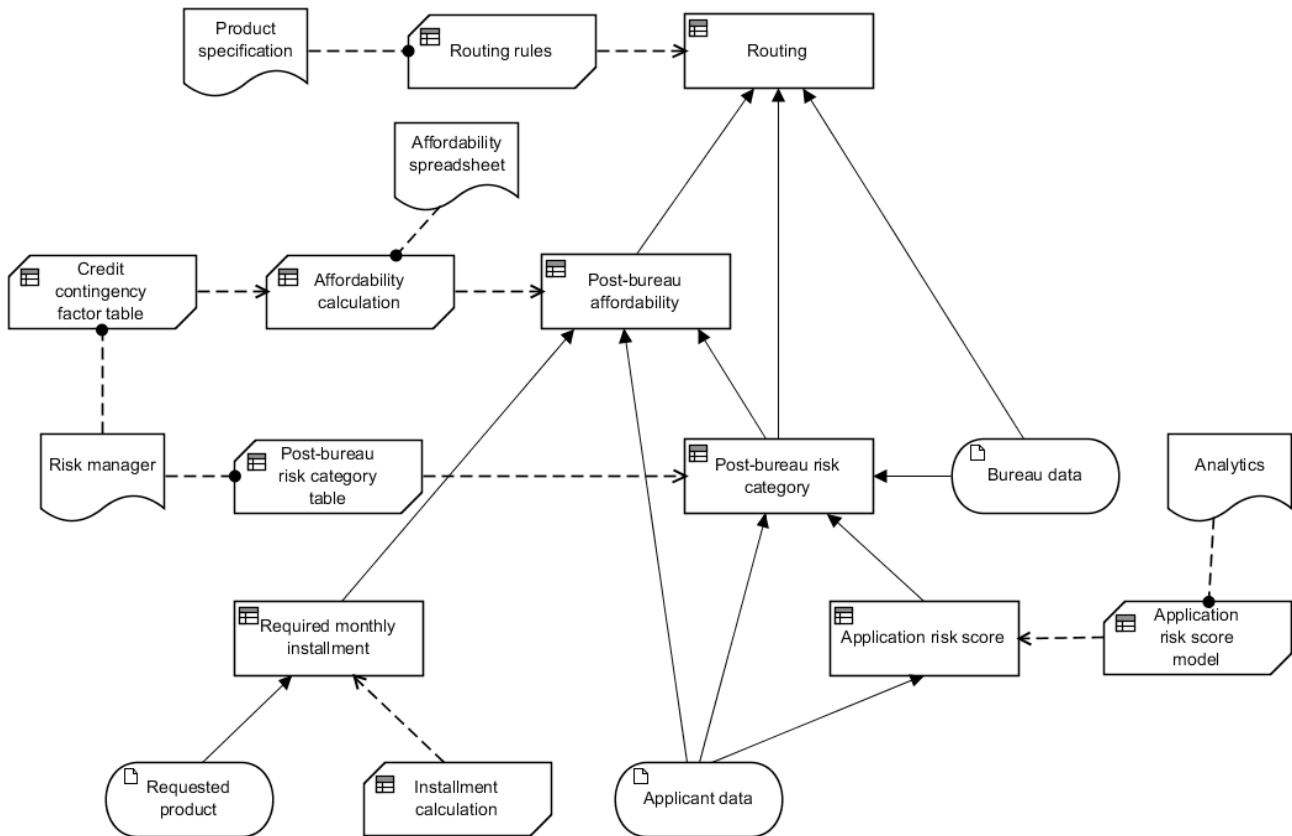 Product
specification
Routing rules
Routing
Affordability
spreadsheet
Credit
contingency
factor table
Affordability
calculation
Post-bureau
affordability
Risk manager
Post-bureau
risk category
table
Post-bureau risk
category
Bureau data
Analytics
Required monthly
installment
Application risk score
Application
risk score
model
Requested
product
Installment
calculation
Applicant data